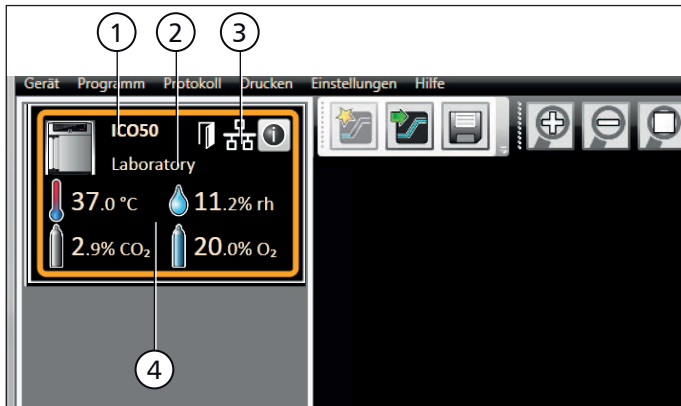 1 2 3
Gerät Programm Protokoll Drucken Einstellungen Hilfe
ICO50
Laboratory
37.0 °C 11.2% rh
2.9% CO₂ 20.0% O₂
4